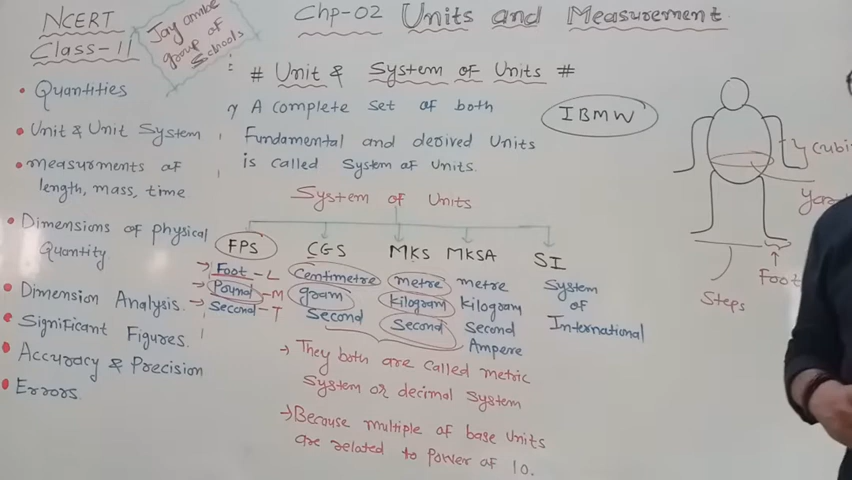 NCERT
Class-11
Jay ambe
group of
Schools
Chp-02 Units and Measurement
# Unit & System of Units #
A complete set of both
Fundamental and derived Units
is called System of Units.
IBMW
• Quantities
• Unit & Unit System
• measurments of
length, mass, time
• Dimensions of physical
Quantity
• Dimension Analysis.
• Significant Figures.
• Accuracy & Precision
• Errors.
System of Units
FPS CGS MKS MKSA SI
→ Foot - L Centimetre metre metre System
→ Pound - M gram kilogram kilogram of
→ Second - T Second Second Second International
Ampere
→ They both are called metric
System or decimal System
→ Because multiple of base units
are related to Power of 10.
Steps
Foot